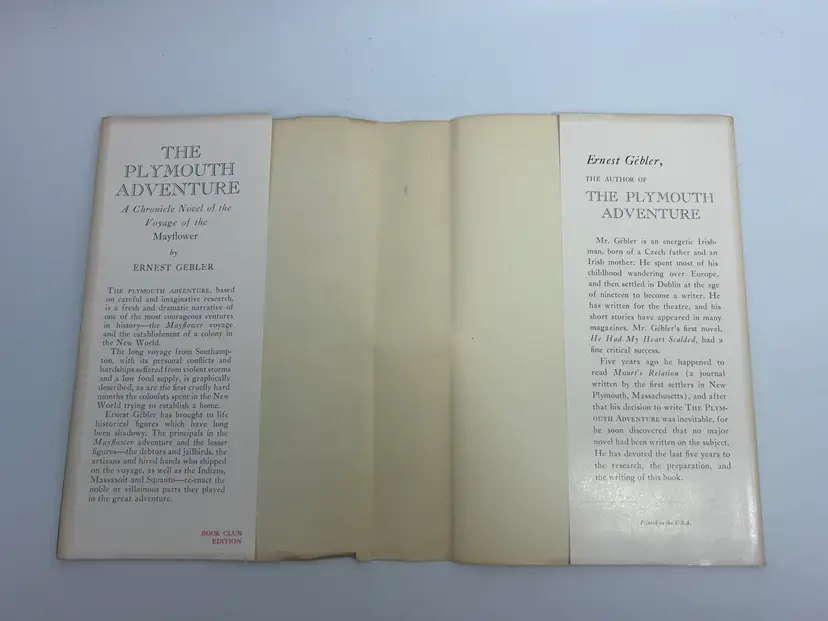 THE
PLYMOUTH
ADVENTURE
A Chronicle Novel of the
Voyage of the
Mayflower
by
ERNEST GEBLER
THE PLYMOUTH ADVENTURE, based
on careful and imaginative research,
is a fresh and dramatic narrative of
one of the most courageous ventures
in history—the Mayflower voyage
and the establishment of a colony in
the New World.
The long voyage from Southamp-
ton, with its personal conflicts and
hardships suffered from violent storms
and a low food supply, is graphically
described, as are the first cruelly hard
months the colonists spent in the New
World trying to establish a home.
Ernest Gébler has brought to life
historical figures which have long
been shadowy. The principals in the
Mayflower adventure and the lesser
figures—the debtors and jailbirds, the
artisans and hired hands who shipped
on the voyage, as well as the Indians,
Massasoit and Squanto—re-enact the
noble or villainous parts they played
in the great adventure.
BOOK CLUB
EDITION
Ernest Gébler,
THE AUTHOR OF
THE PLYMOUTH
ADVENTURE
Mr. Gébler is an energetic Irish-
man, born of a Czech father and an
Irish mother. He spent most of his
childhood wandering over Europe,
and then settled in Dublin at the age
of nineteen to become a writer. He
has written for the theatre, and his
short stories have appeared in many
magazines. Mr. Gébler's first novel,
He Had My Heart Scalded, had a
fine critical success.
Five years ago he happened to
read Mourt's Relation (a journal
written by the first settlers in New
Plymouth, Massachusetts), and after
that his decision to write THE PLYM-
OUTH ADVENTURE was inevitable, for
he soon discovered that no major
novel had been written on the subject.
He has devoted the last five years to
the research, the preparation, and
the writing of this book.
Printed in the U.S.A.